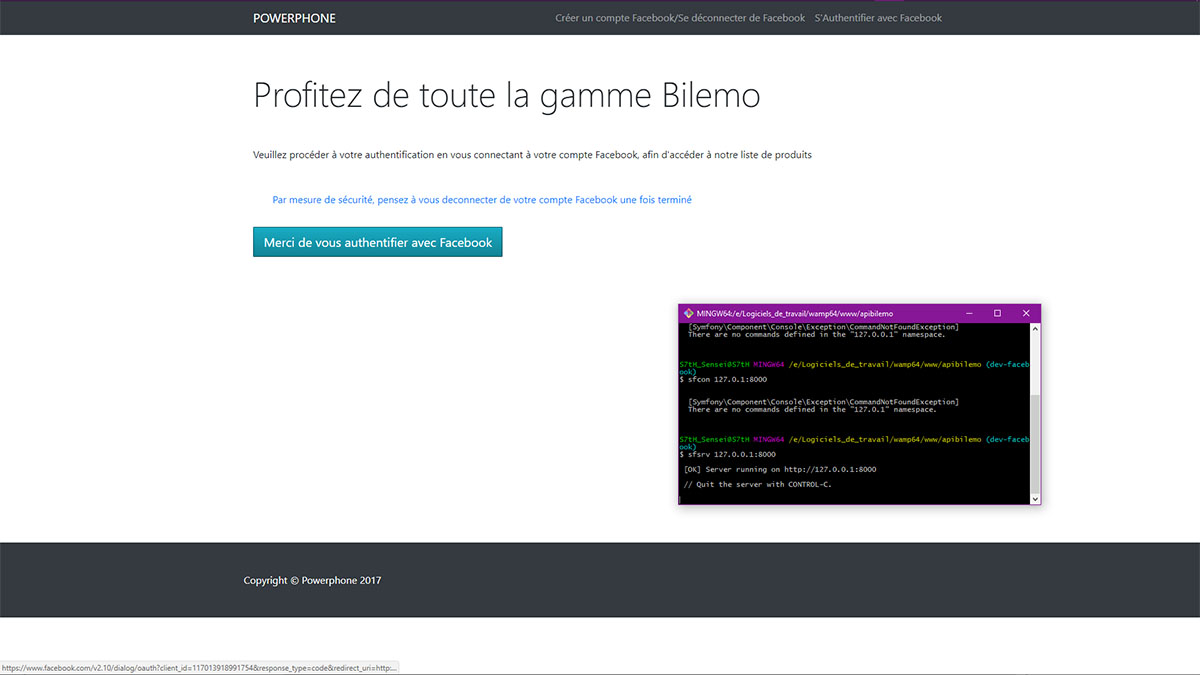 POWERPHONE
Créer un compte Facebook/Se déconnecter de Facebook
S'Authentifier avec Facebook
Profitez de toute la gamme Bilemo
Veuillez procéder à votre authentification en vous connectant à votre compte Facebook, afin d'accéder à notre liste de produits
Par mesure de sécurité, pensez à vous deconnecter de votre compte Facebook une fois terminé
Merci de vous authentifier avec Facebook
MINGW64:/e/Logiciels_de_travail/wamp64/www/apibilemo
[Symfony\Component\Console\Exception\CommandNotFoundException]
There are no commands defined in the "127.0.0.1" namespace.
S7tH_Sensei@S7tH MINGW64 /e/Logiciels_de_travail/wamp64/www/apibilemo (dev-faceb
ook)
$ sfcon 127.0.1:8000
[Symfony\Component\Console\Exception\CommandNotFoundException]
There are no commands defined in the "127.0.1" namespace.
S7tH_Sensei@S7tH MINGW64 /e/Logiciels_de_travail/wamp64/www/apibilemo (dev-faceb
ook)
$ sfsrv 127.0.0.1:8000
[OK] Server running on http://127.0.0.1:8000
// Quit the server with CONTROL-C.
Copyright © Powerphone 2017
https://www.facebook.com/v2.10/dialog/oauth?client_id=117013918991754&response_type=code&redirect_uri=http:...